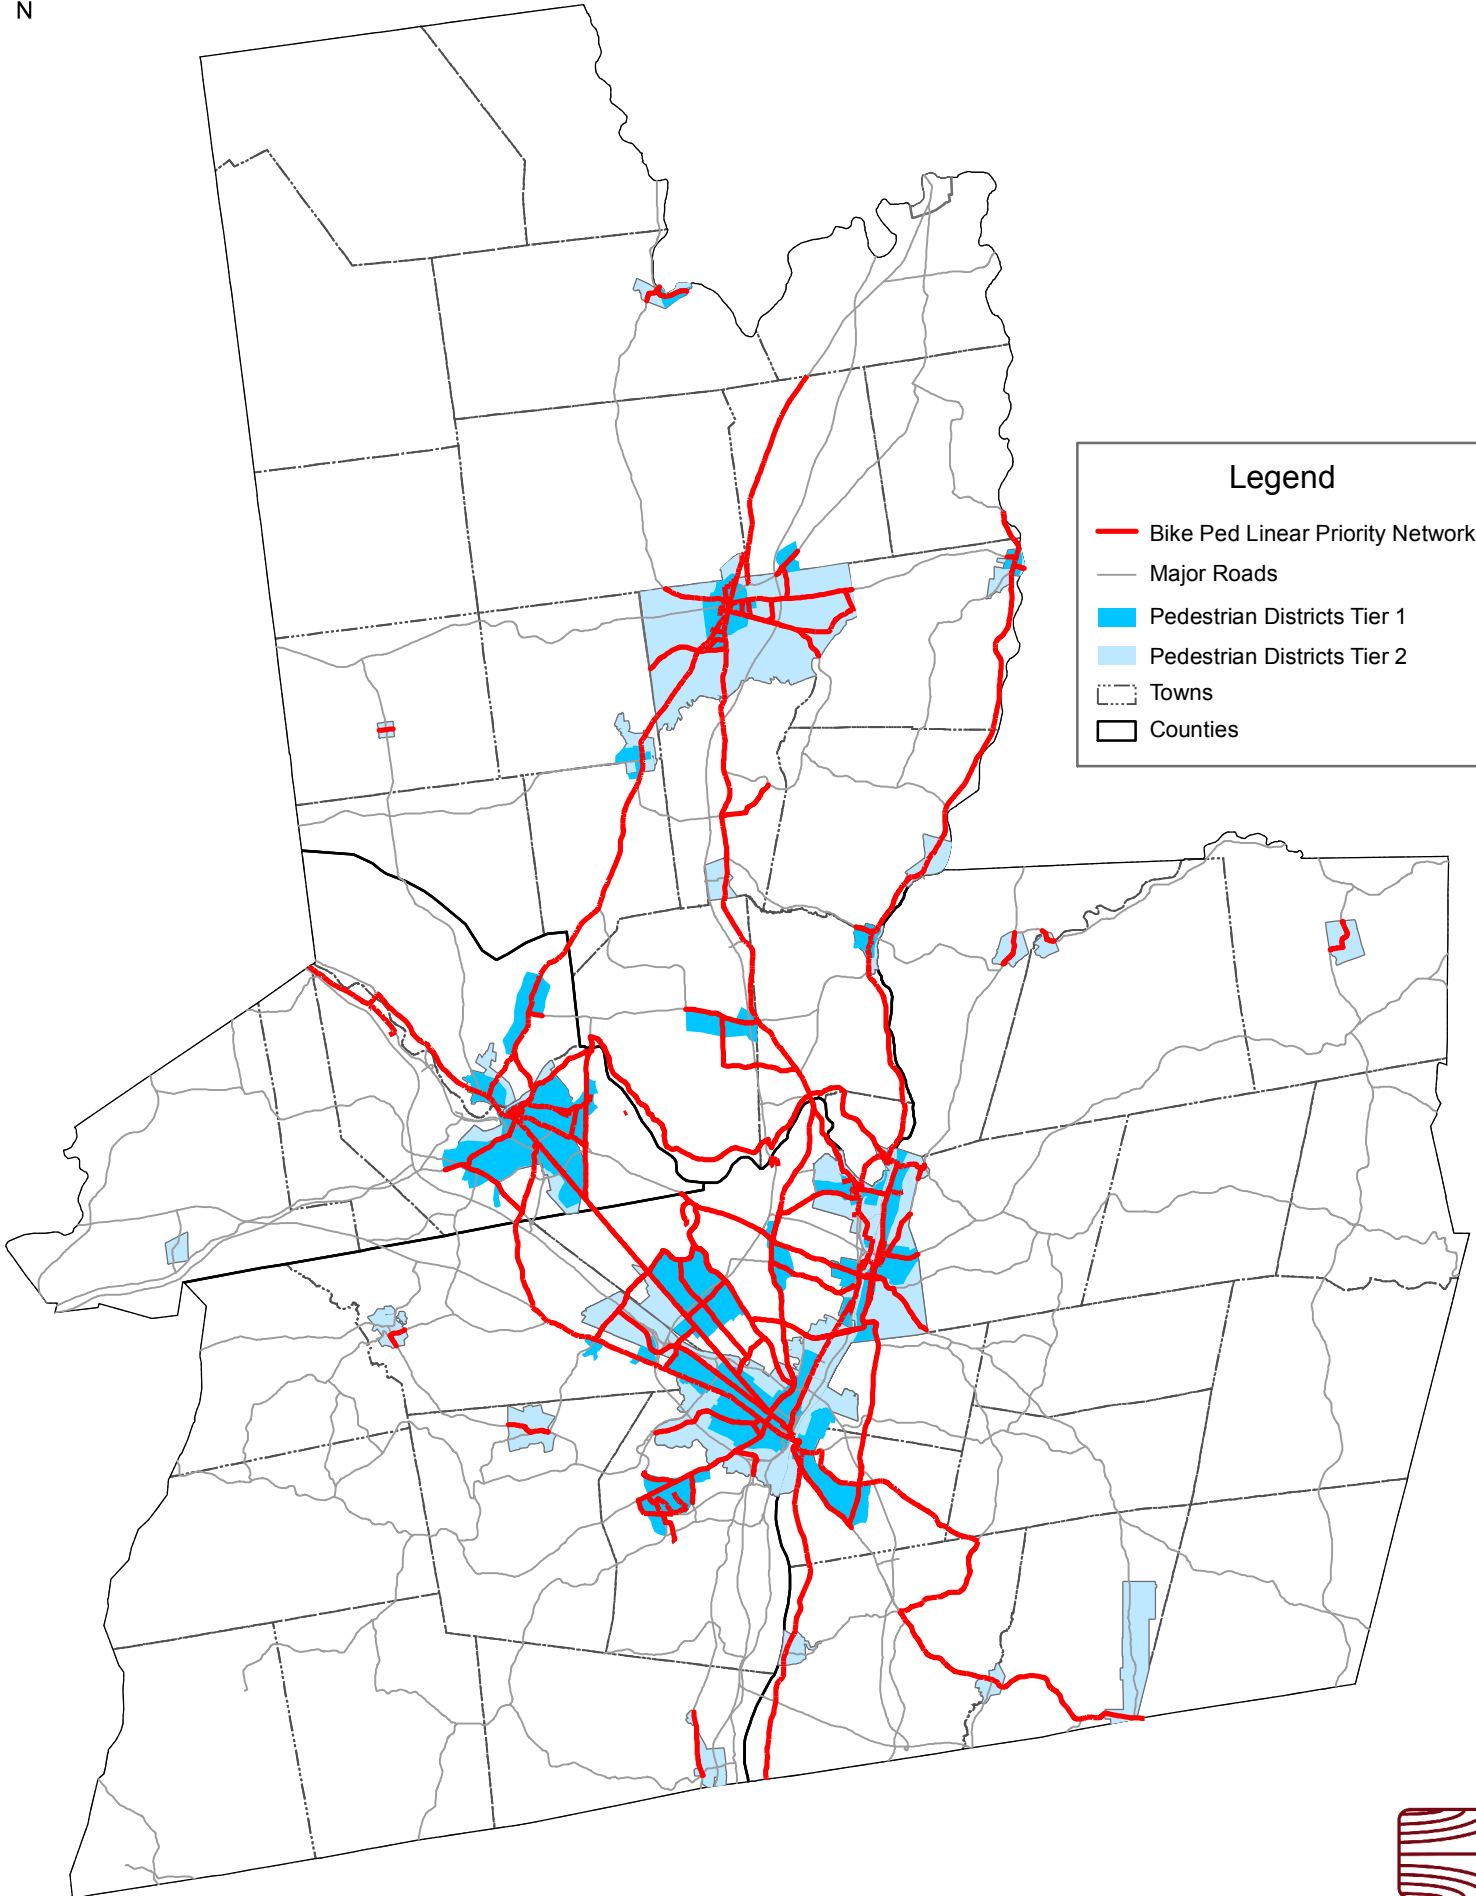 N
Legend
Bike Ped Linear Priority Network
Major Roads
Pedestrian Districts Tier 1
Pedestrian Districts Tier 2
Towns
Counties